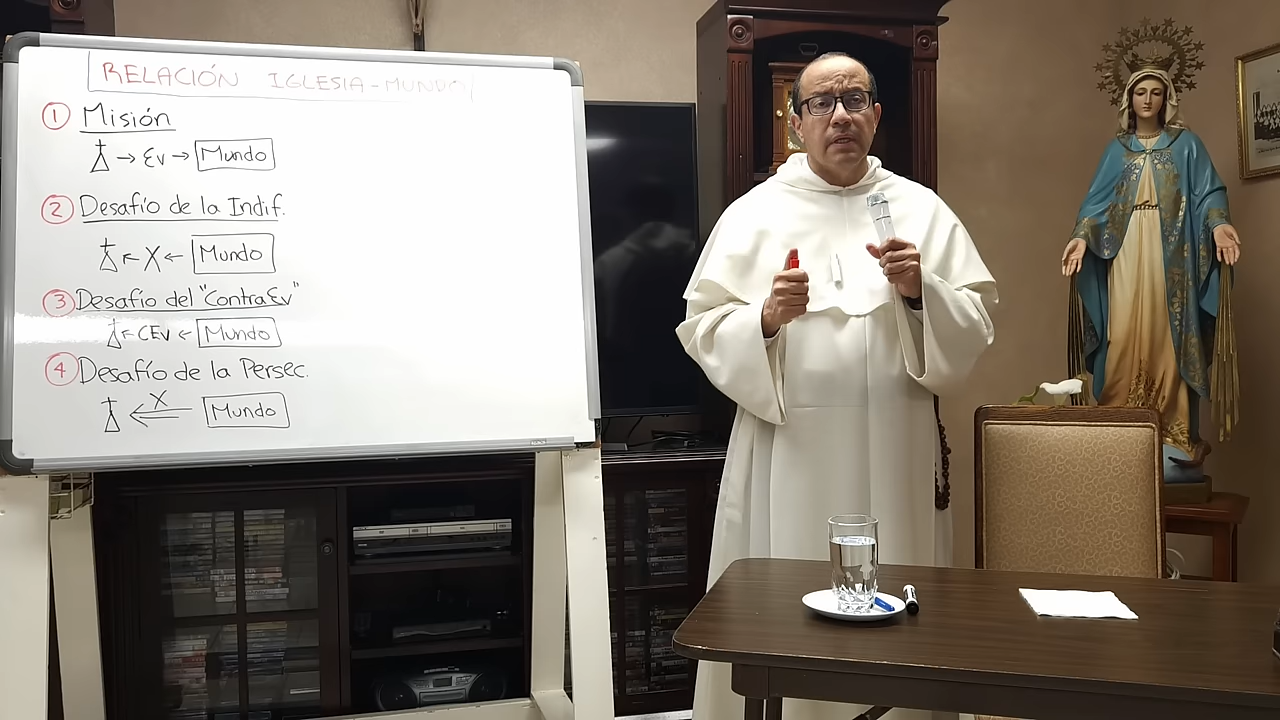 RELACIÓN IGLESIA-MUNDO
1 Misión
→ Ev → Mundo
2 Desafío de la Indif.
← X ← Mundo
3 Desafío del "ContraEv"
← CEv ← Mundo
4 Desafío de la Persec.
X
← Mundo